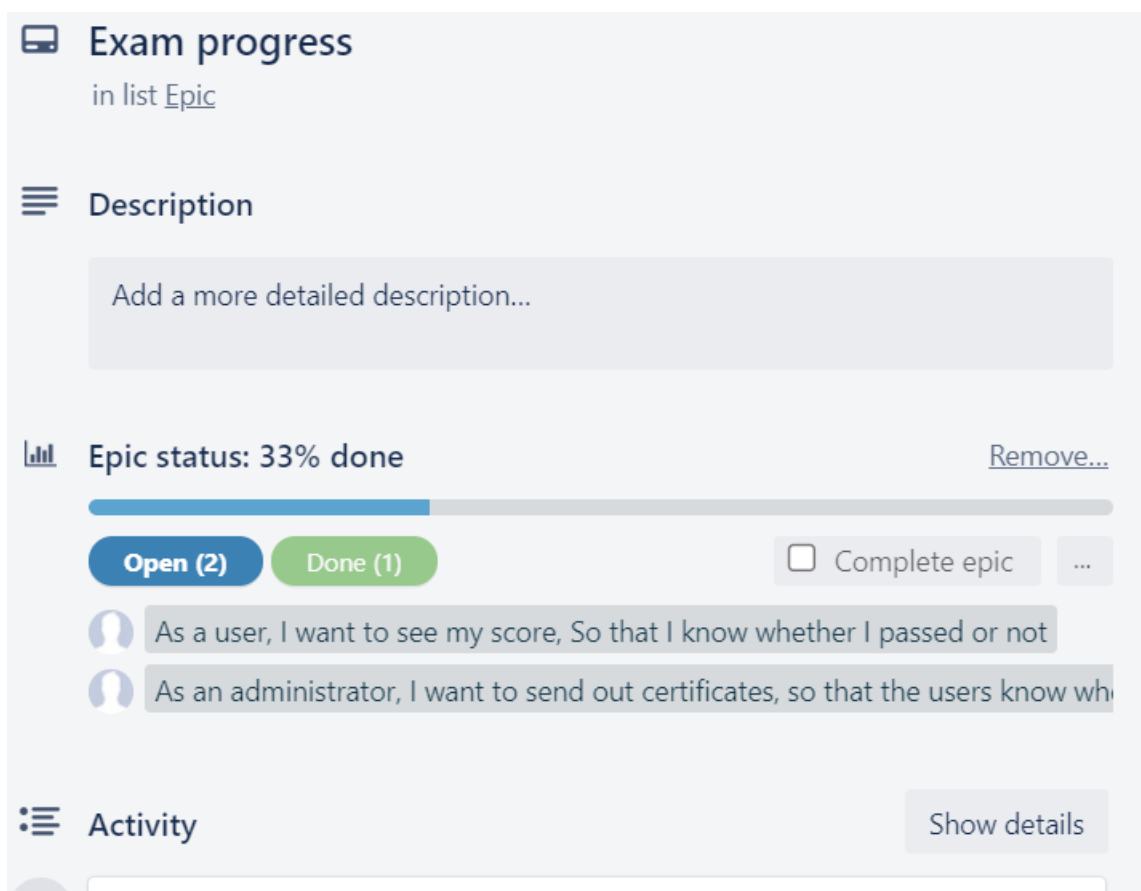 Exam progress
in list Epic
Description
Add a more detailed description...
Epic status: 33% done
Remove...
Open (2)
Done (1)
Complete epic
...
As a user, I want to see my score, So that I know whether I passed or not
As an administrator, I want to send out certificates, so that the users know
Activity
Show details